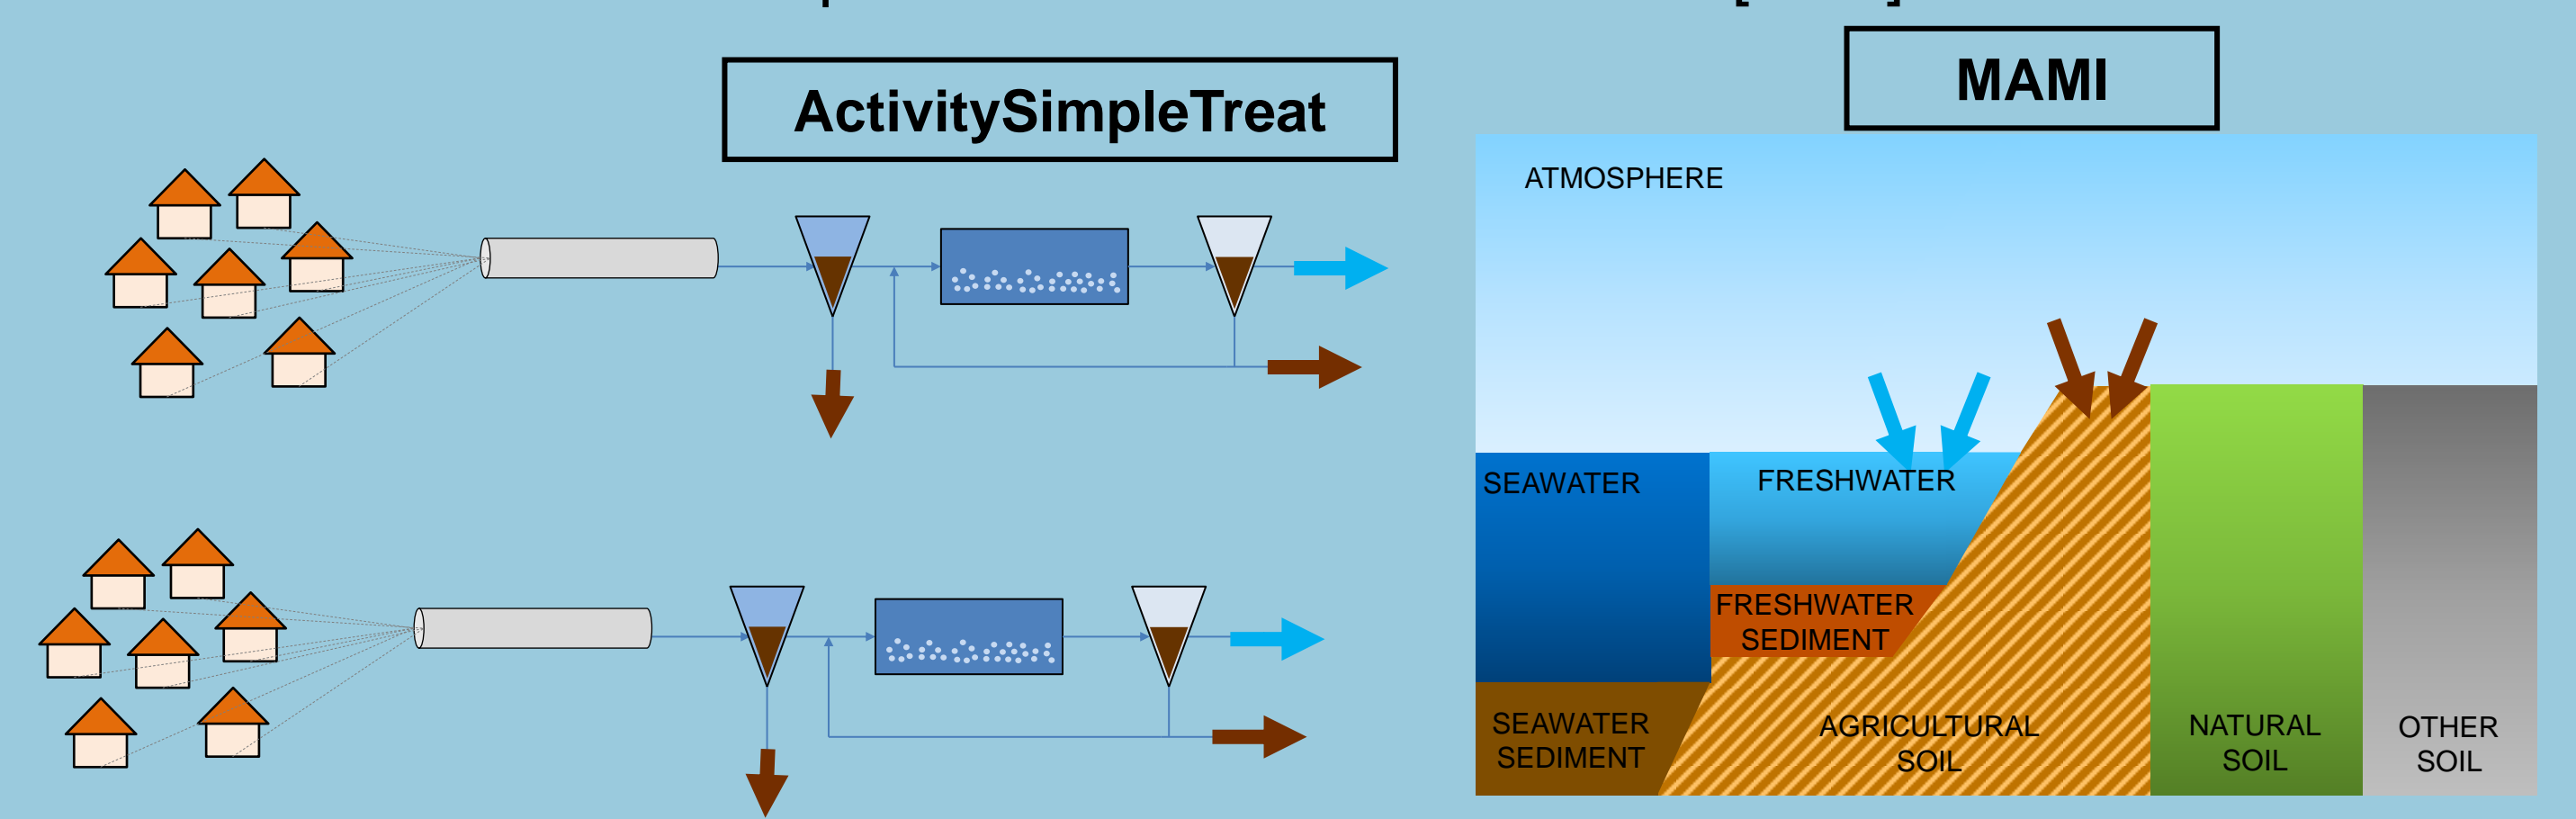 ActivitySimpleTreat
MAMI
ATMOSPHERE
SEAWATER
FRESHWATER
FRESHWATER
SEDIMENT
SEAWATER
SEDIMENT
AGRICULTURAL
SOIL
NATURAL
SOIL
OTHER
SOIL